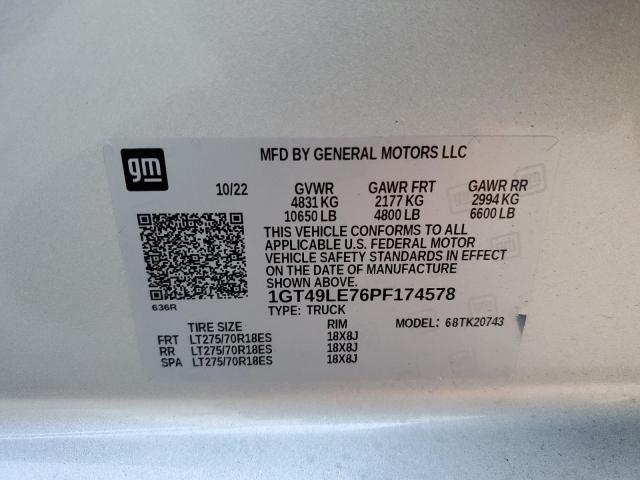 gm
MFD BY GENERAL MOTORS LLC
10/22 GVWR GAWR FRT GAWR RR
4831 KG 2177 KG 2994 KG
10650 LB 4800 LB 6600 LB
THIS VEHICLE CONFORMS TO ALL
APPLICABLE U.S. FEDERAL MOTOR
VEHICLE SAFETY STANDARDS IN EFFECT
ON THE DATE OF MANUFACTURE
SHOWN ABOVE.
1GT49LE76PF174578
636R TYPE: TRUCK
TIRE SIZE RIM MODEL: 68TK20743
FRT LT275/70R18ES 18X8J
RR LT275/70R18ES 18X8J
SPA LT275/70R18ES 18X8J